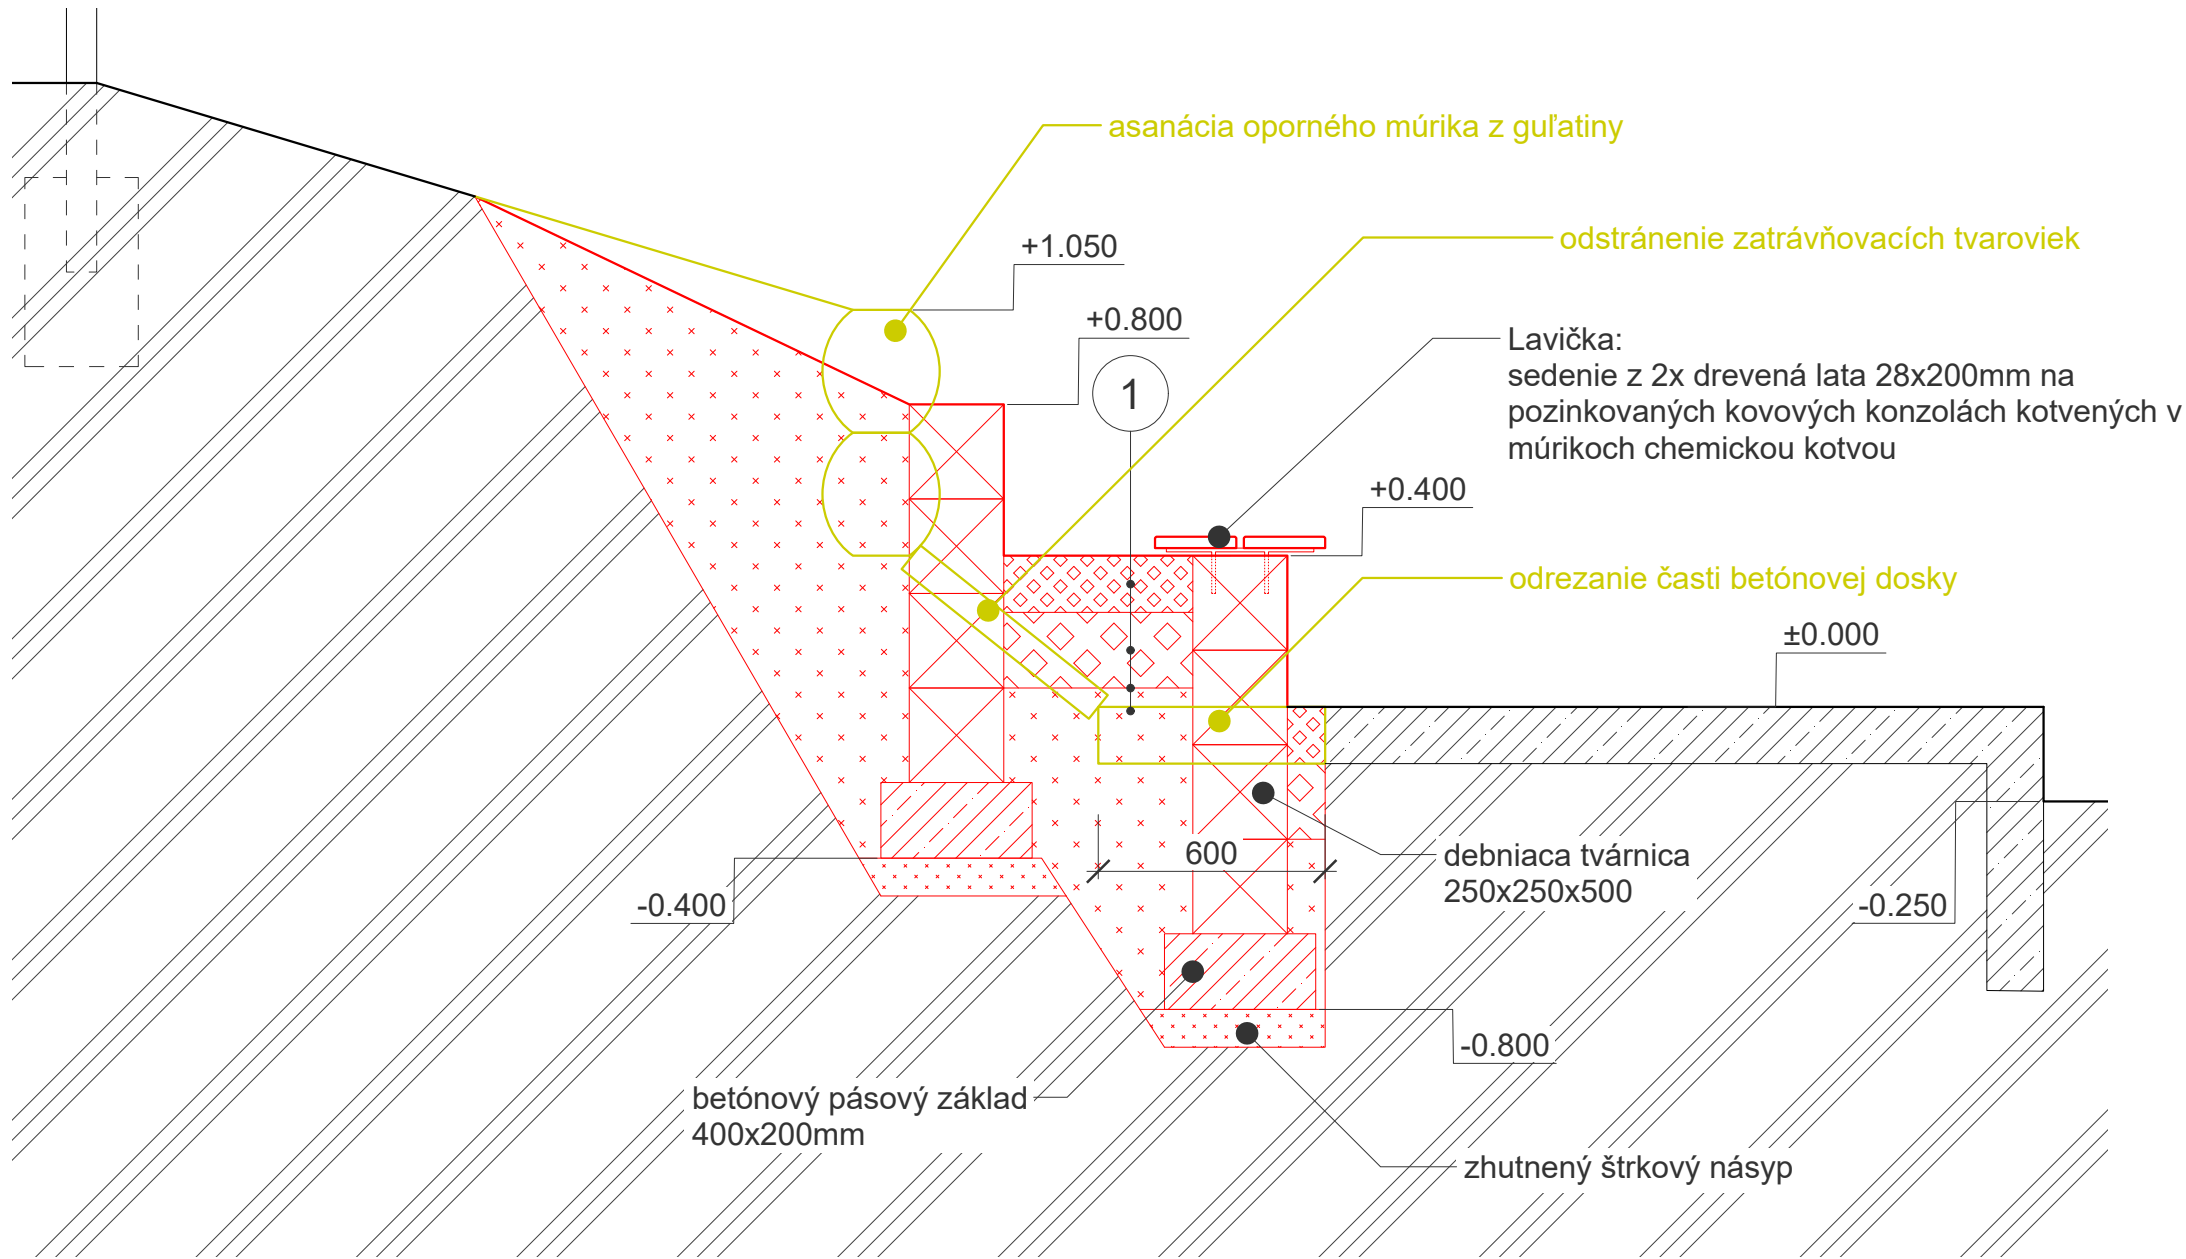 asanácia oporného múrika z guľatiny
odstránenie zatrávňovacích tvaroviek
+1.050
+0.800
Lavička:
sedenie z 2x drevená lata 28x200mm na
pozinkovaných kovových konzolách kotvených v
múrikoch chemickou kotvou
1
+0.400
odrezanie časti betónovej dosky
±0.000
600
debniaca tvárnica
250x250x500
-0.400
-0.250
-0.800
betónový pásový základ
400x200mm
zhutnený štrkový násyp